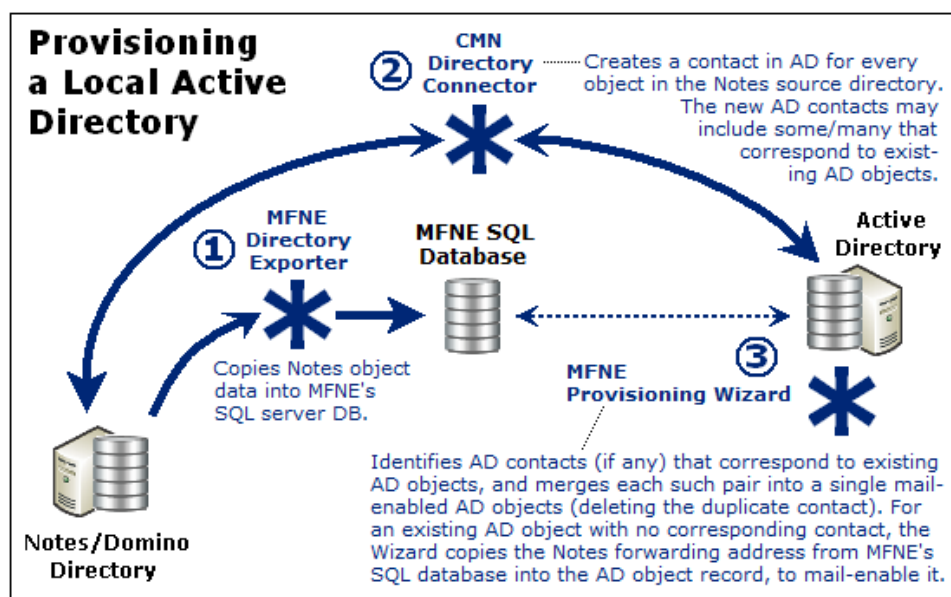 Provisioning
a Local Active
Directory
②
CMN
Directory
Connector
Creates a contact in AD for every
object in the Notes source directory.
The new AD contacts may
include some/many that
correspond to exist-
ing AD objects.
①
MFNE
Directory
Exporter
MFNE SQL
Database
Active
Directory
Copies Notes object
data into MFNE's
SQL server DB.
③
MFNE
Provisioning Wizard
Identifies AD contacts (if any) that correspond to existing
AD objects, and merges each such pair into a single mail-
enabled AD objects (deleting the duplicate contact). For
an existing AD object with no corresponding contact, the
Wizard copies the Notes forwarding address from MFNE's
SQL database into the AD object record, to mail-enable it.
Notes/Domino
Directory